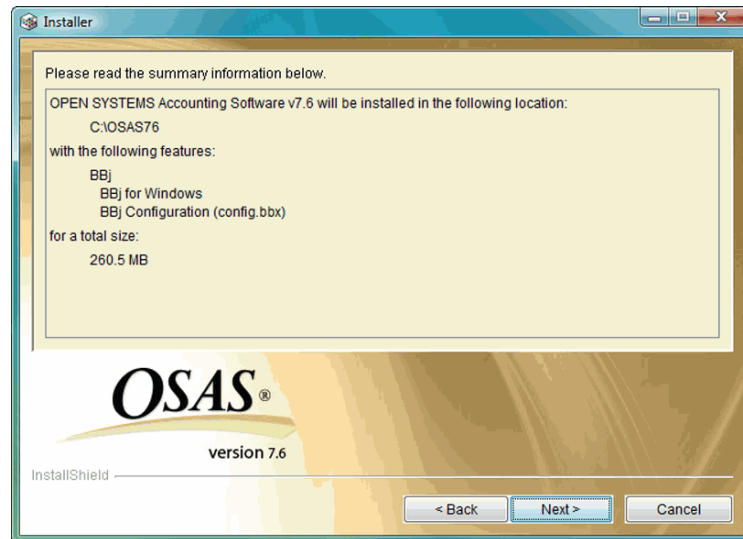 Installer
Please read the summary information below.
OPEN SYSTEMS Accounting Software v7.6 will be installed in the following location:
C:\OSAS76
with the following features:
BBj
BBj for Windows
BBj Configuration (config.bbx)
for a total size:
260.5 MB
OSAS®
version 7.6
InstallShield
< Back
Next >
Cancel